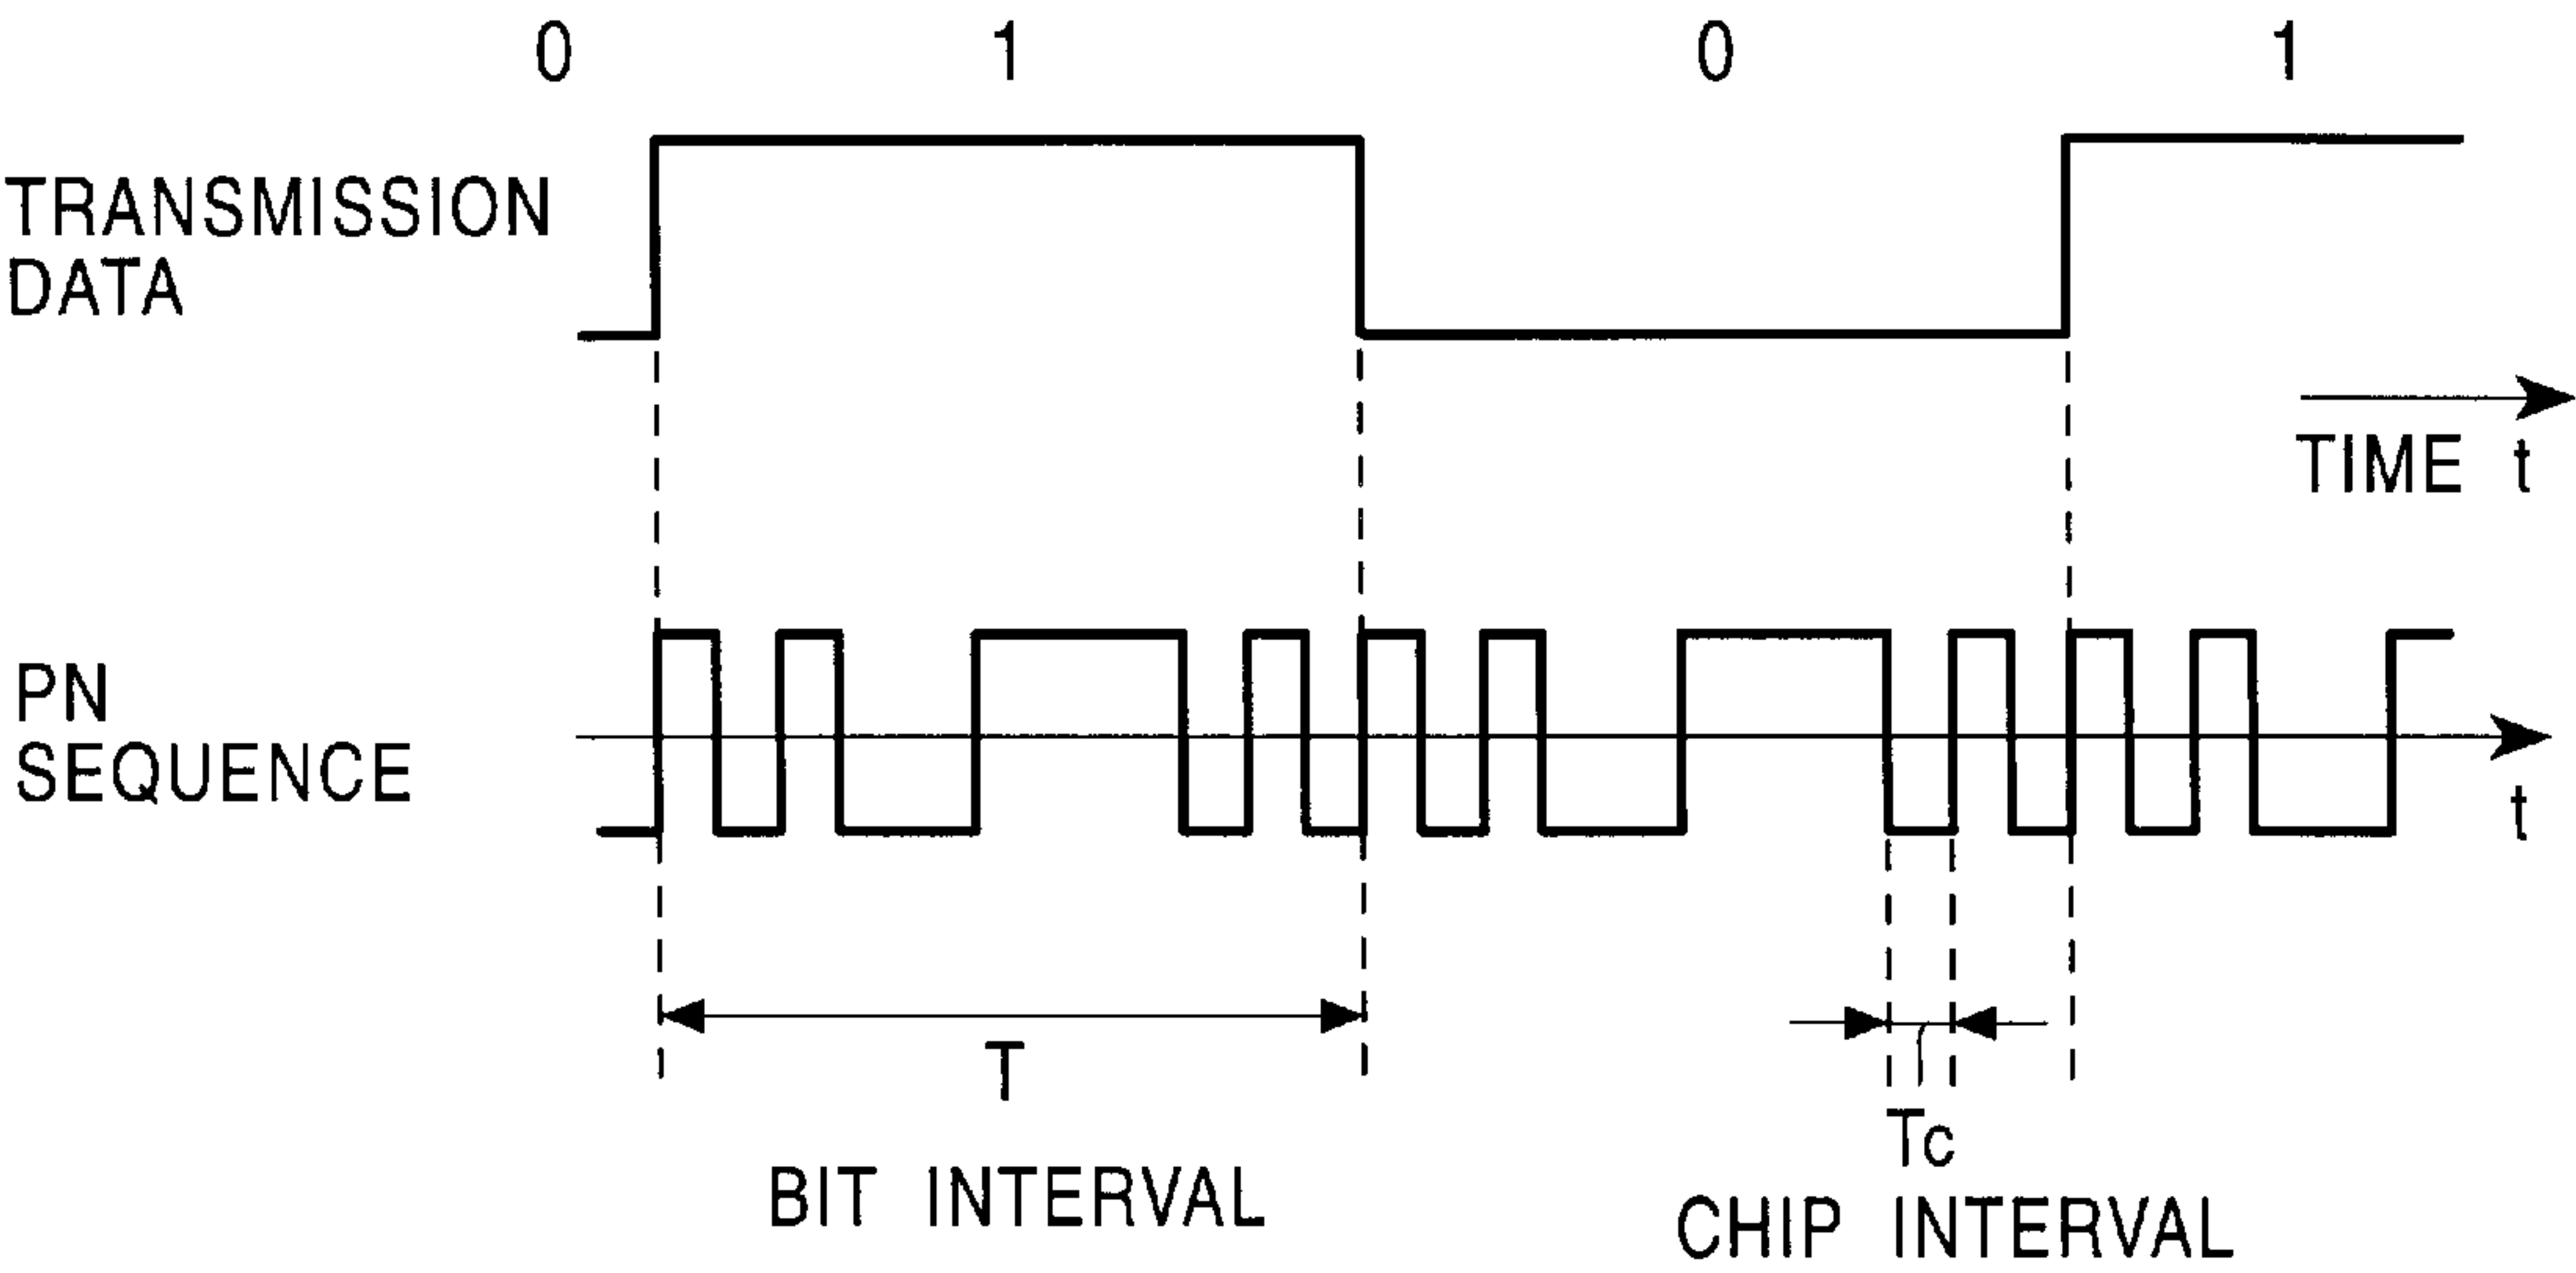 0 1 0 1
TRANSMISSION
DATA
TIME t
PN
SEQUENCE
t
T
BIT INTERVAL
Tc
CHIP INTERVAL